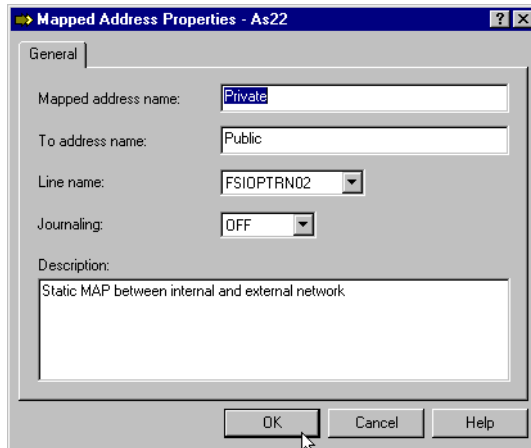 Mapped Address Properties - As22
General
Mapped address name: Private
To address name: Public
Line name: FSIOPTRN02
Journaling: OFF
Description:
Static MAP between internal and external network
OK Cancel Help